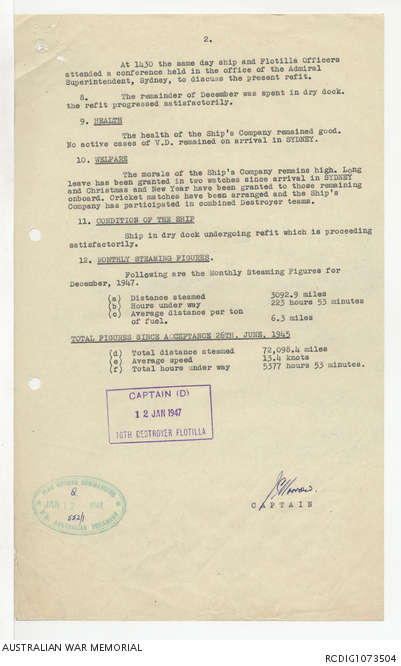 2.
At 1430 the same day ship and Flotilla Officers
attended a conference held in the office of the Admiral
Superintendent, Sydney, to discuss the present refit.
8. The remainder of December was spent in dry dock.
the refit progressed satisfactorily.
9. HEALTH
The health of the Ship's Company remained good.
No active cases of V.D. remained on arrival in SYDNEY.
10. WELFARE
The morals of the Ship's Company remains high. Long
leave has been granted in two watches since arrival in SYDNEY
and Christmas and New Year have been granted to those remaining
onboard. Cricket matches have been arranged and the Ship's
Company has participated in combined Destroyer teams.
11. CONDITION OF THE SHIP
Ship in dry dock undergoing refit which is proceeding
satisfactorily.
12. MONTHLY STEAMING FIGURES.
Following are the Monthly Steaming Figures for
December, 1947.
(a) Distance steamed 3092.9 miles
(b) Hours under way 223 hours 53 minutes
(c) Average distance per ton
of fuel. 6.3 miles
TOTAL FIGURES SINCE ACCEPTANCE 26TH. JUNE. 1945
(d) Total distance steamed 72,098.4 miles
(e) Average speed 13.4 knots
(f) Total hours under way 5377 hours 53 minutes.
CAPTAIN (D)
12 JAN 1947
10TH DESTROYER FLOTILLA
CAPTAIN
JAN 12
552/1
AUSTRALIAN WAR MEMORIAL
RCDIG1073504